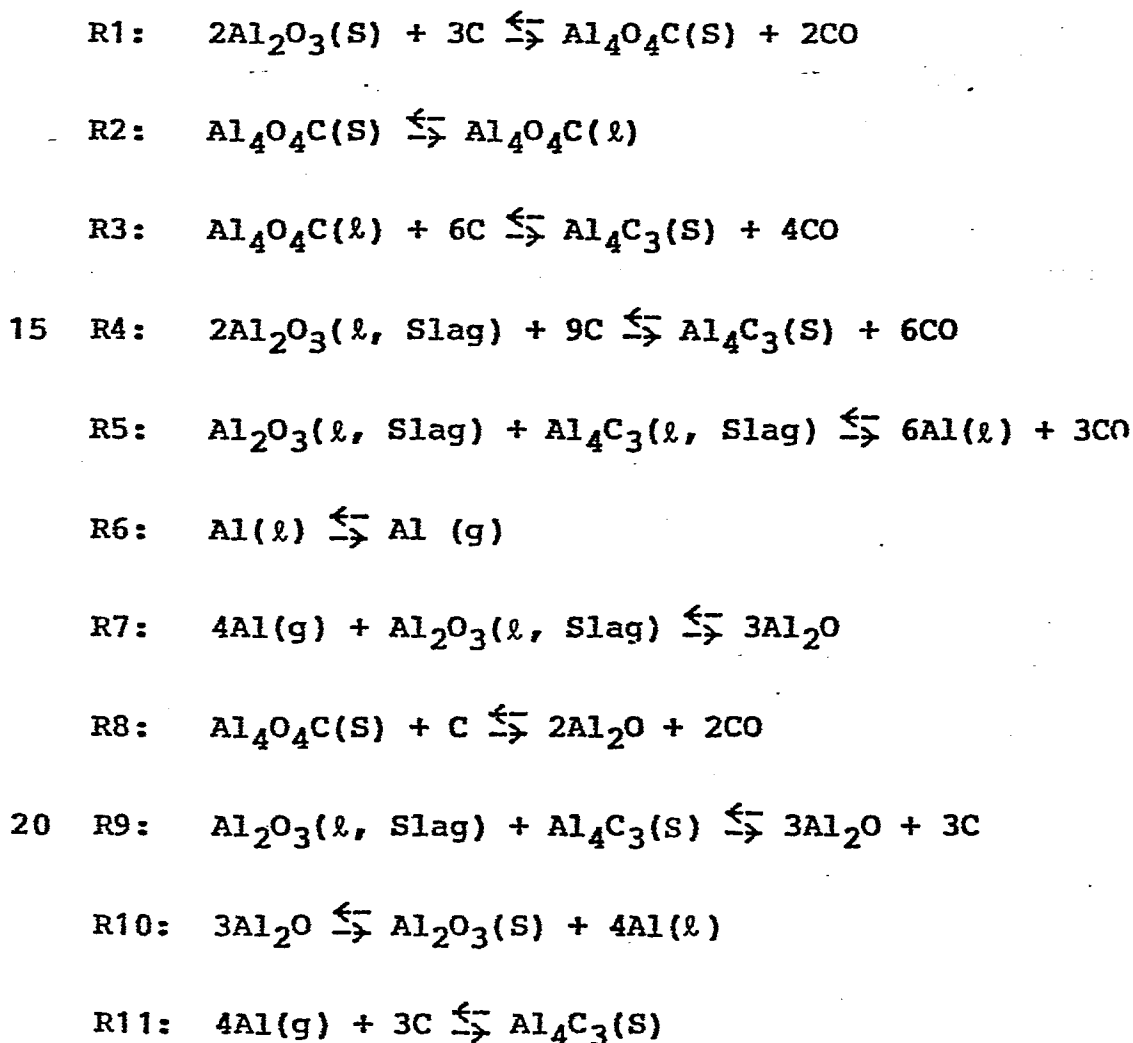 R1: 2Al₂O₃(S) + 3C ⇆ Al₄O₄C(S) + 2CO
R2: Al₄O₄C(S) ⇆ Al₄O₄C(ℓ)
R3: Al₄O₄C(ℓ) + 6C ⇆ Al₄C₃(S) + 4CO
15 R4: 2Al₂O₃(ℓ, Slag) + 9C ⇆ Al₄C₃(S) + 6CO
R5: Al₂O₃(ℓ, Slag) + Al₄C₃(ℓ, Slag) ⇆ 6Al(ℓ) + 3CO
R6: Al(ℓ) ⇆ Al (g)
R7: 4Al(g) + Al₂O₃(ℓ, Slag) ⇆ 3Al₂O
R8: Al₄O₄C(S) + C ⇆ 2Al₂O + 2CO
20 R9: Al₂O₃(ℓ, Slag) + Al₄C₃(S) ⇆ 3Al₂O + 3C
R10: 3Al₂O ⇆ Al₂O₃(S) + 4Al(ℓ)
R11: 4Al(g) + 3C ⇆ Al₄C₃(S)